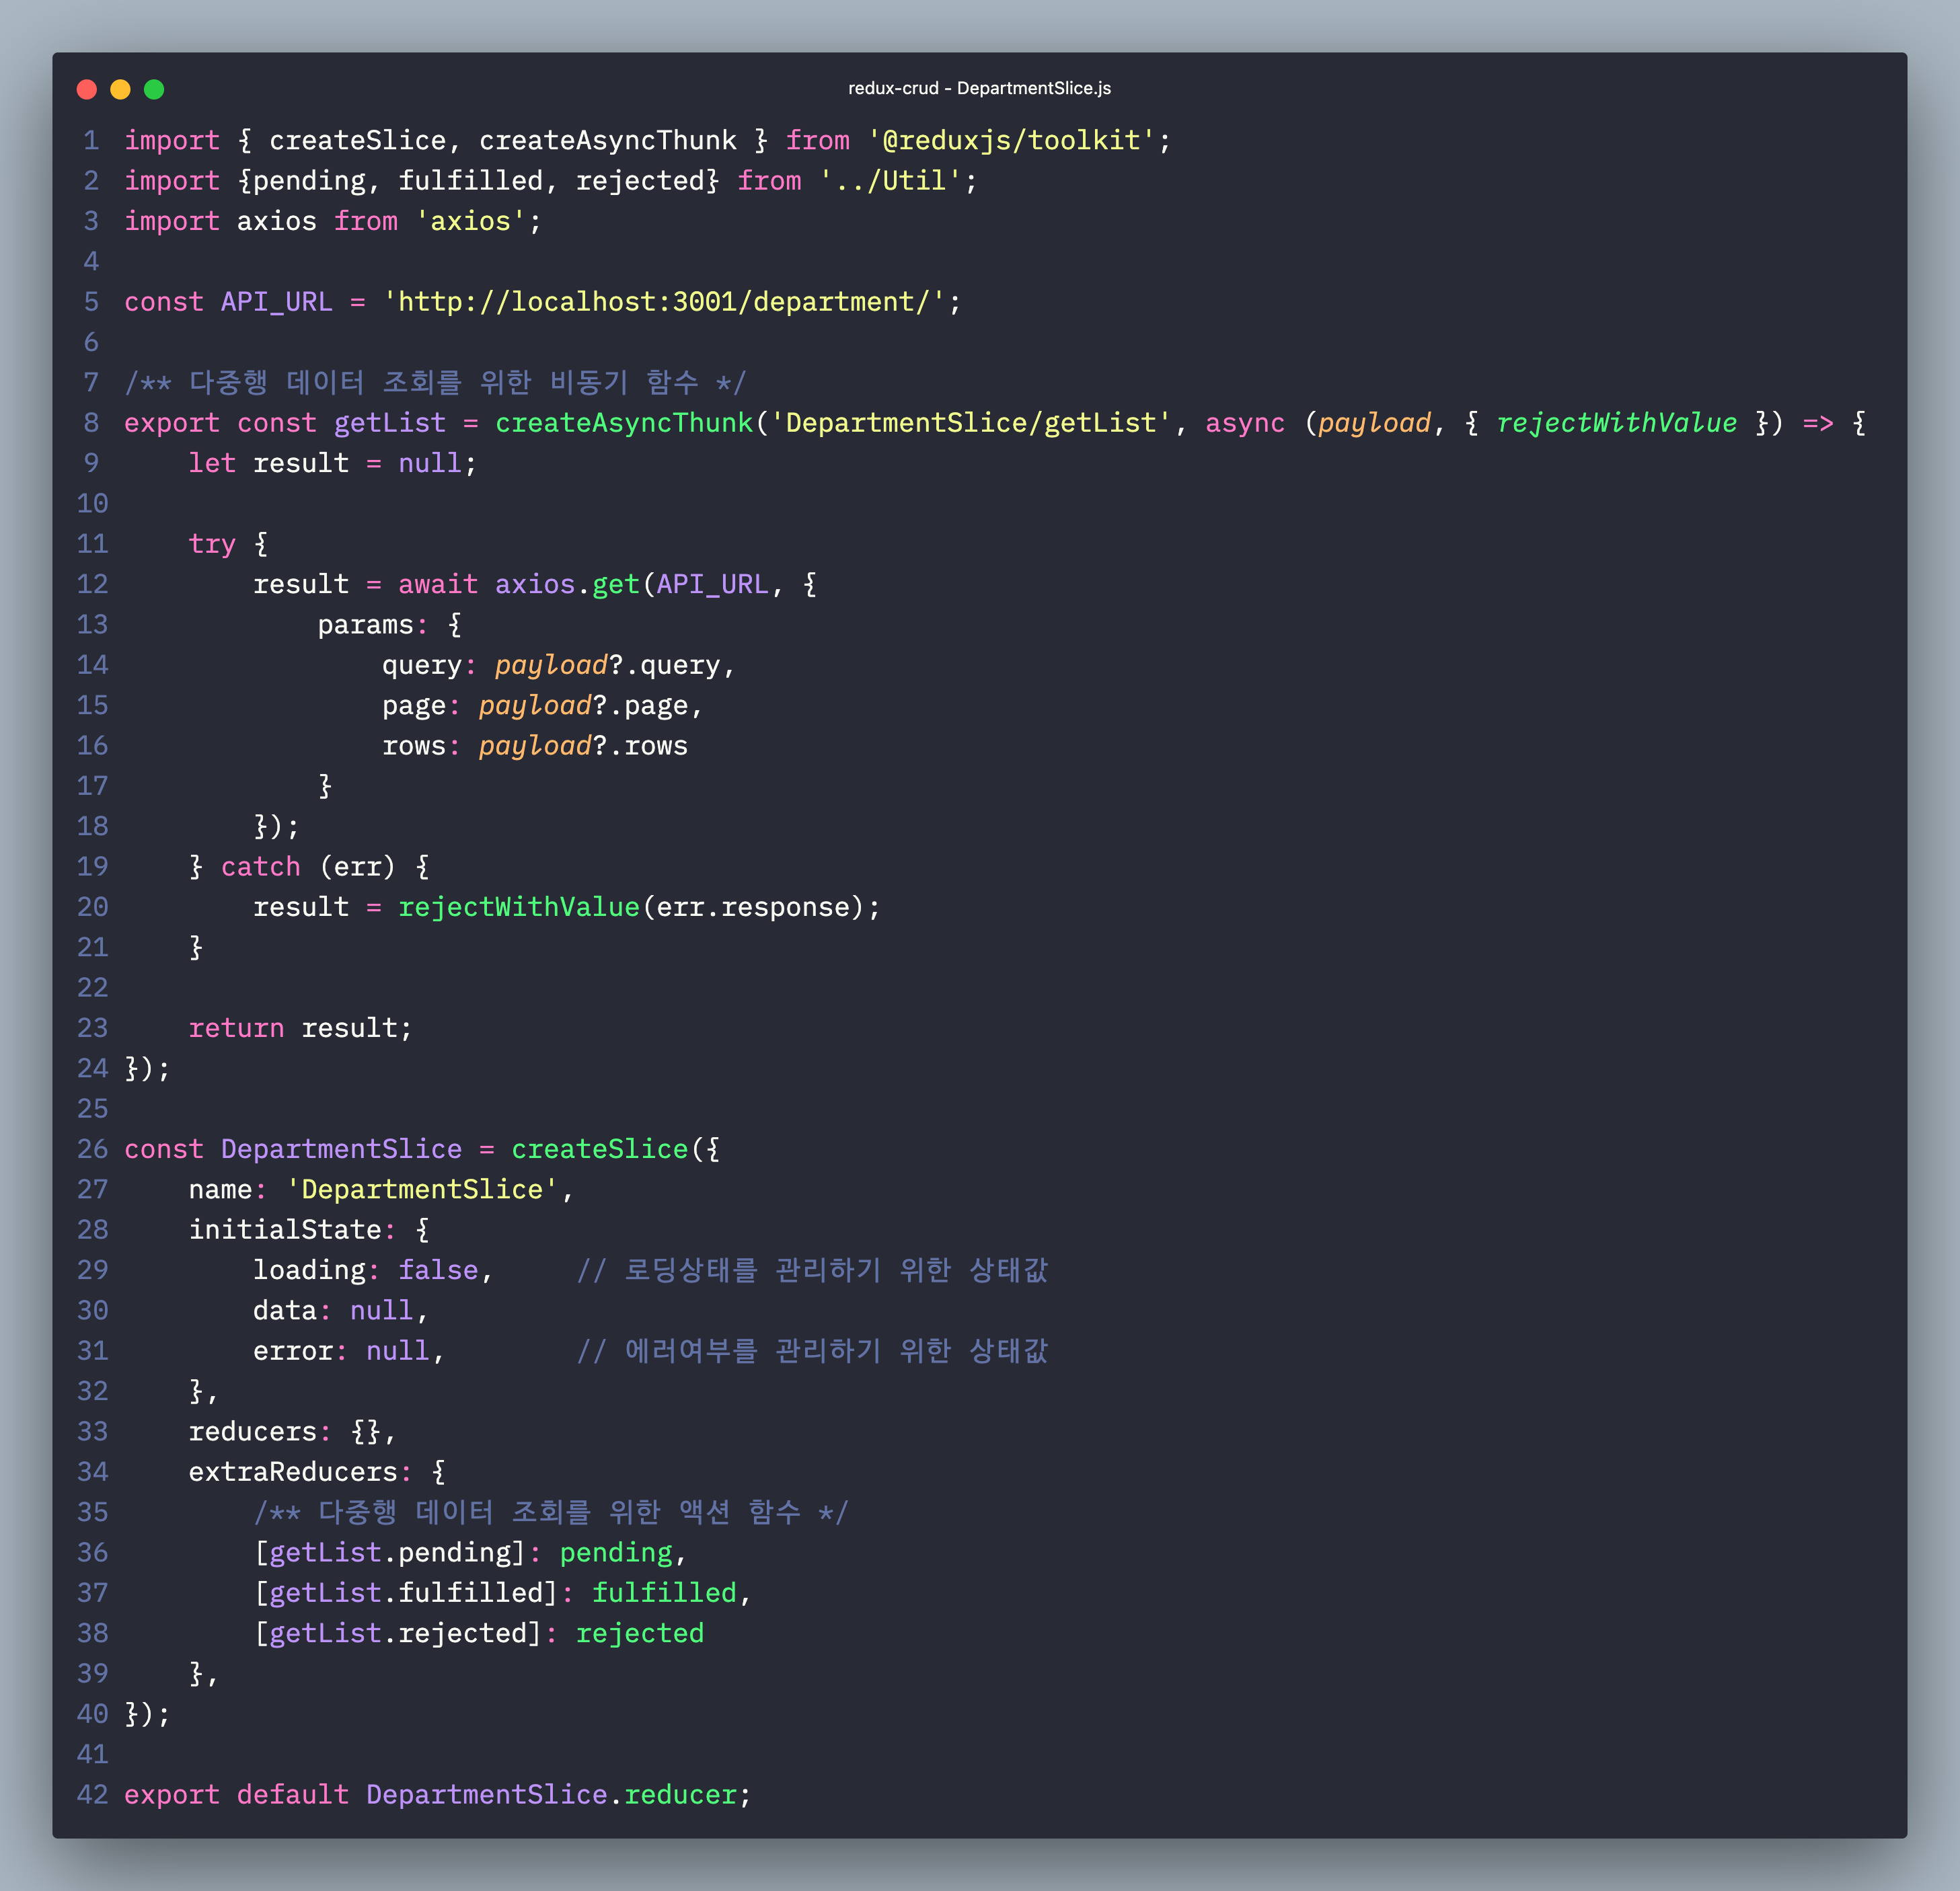 redux-crud - DepartmentSlice.js
1 import { createSlice, createAsyncThunk } from '@reduxjs/toolkit';
2 import {pending, fulfilled, rejected} from '../Util';
3 import axios from 'axios';
4
5 const API_URL = 'http://localhost:3001/department/';
6
7 /** 다중행 데이터 조회를 위한 비동기 함수 */
8 export const getList = createAsyncThunk('DepartmentSlice/getList', async (payload, { rejectWithValue }) => {
9     let result = null;
10
11     try {
12         result = await axios.get(API_URL, {
13             params: {
14                 query: payload?.query,
15                 page: payload?.page,
16                 rows: payload?.rows
17             }
18         });
19     } catch (err) {
20         result = rejectWithValue(err.response);
21     }
22
23     return result;
24 });
25
26 const DepartmentSlice = createSlice({
27     name: 'DepartmentSlice',
28     initialState: {
29         loading: false,     // 로딩상태를 관리하기 위한 상태값
30         data: null,
31         error: null,        // 에러여부를 관리하기 위한 상태값
32     },
33     reducers: {},
34     extraReducers: {
35         /** 다중행 데이터 조회를 위한 액션 함수 */
36         [getList.pending]: pending,
37         [getList.fulfilled]: fulfilled,
38         [getList.rejected]: rejected
39     },
40 });
41
42 export default DepartmentSlice.reducer;